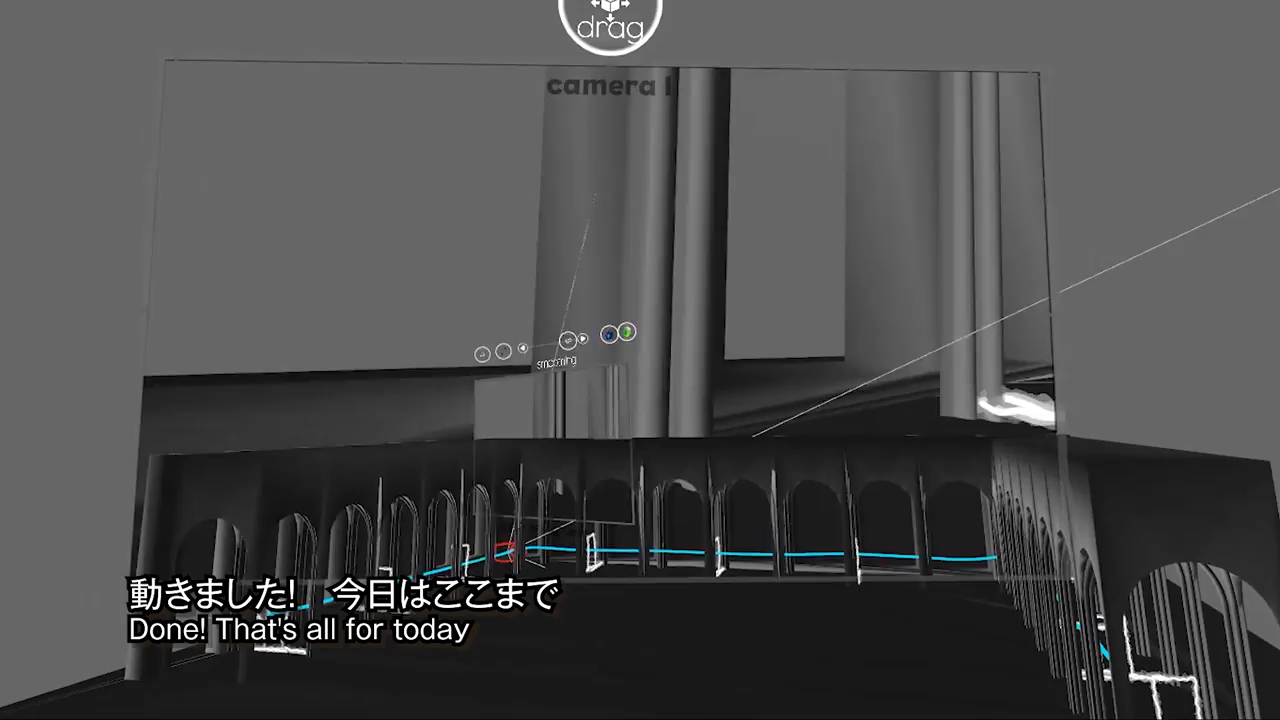 drag
camera 1
smoothing
動きました!　今日はここまで
Done! That's all for today